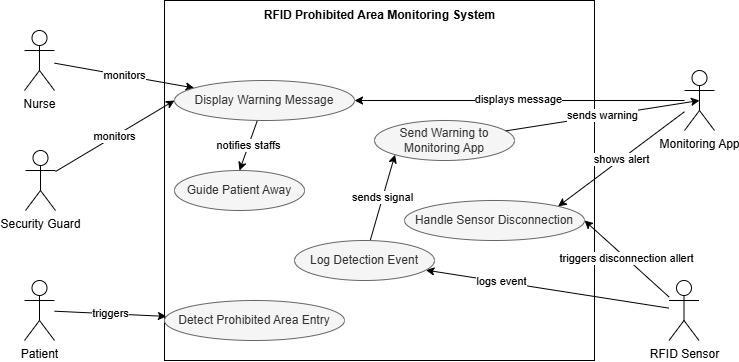 RFID Prohibited Area Monitoring System
monitors
Nurse
Display Warning Message
displays message
sends warning
monitors
Send Warning to
Monitoring App
Monitoring App
notifies staffs
shows alert
Guide Patient Away
sends signal
Security Guard
Handle Sensor Disconnection
Log Detection Event
triggers disconnection allert
logs event
triggers
Detect Prohibited Area Entry
Patient
RFID Sensor